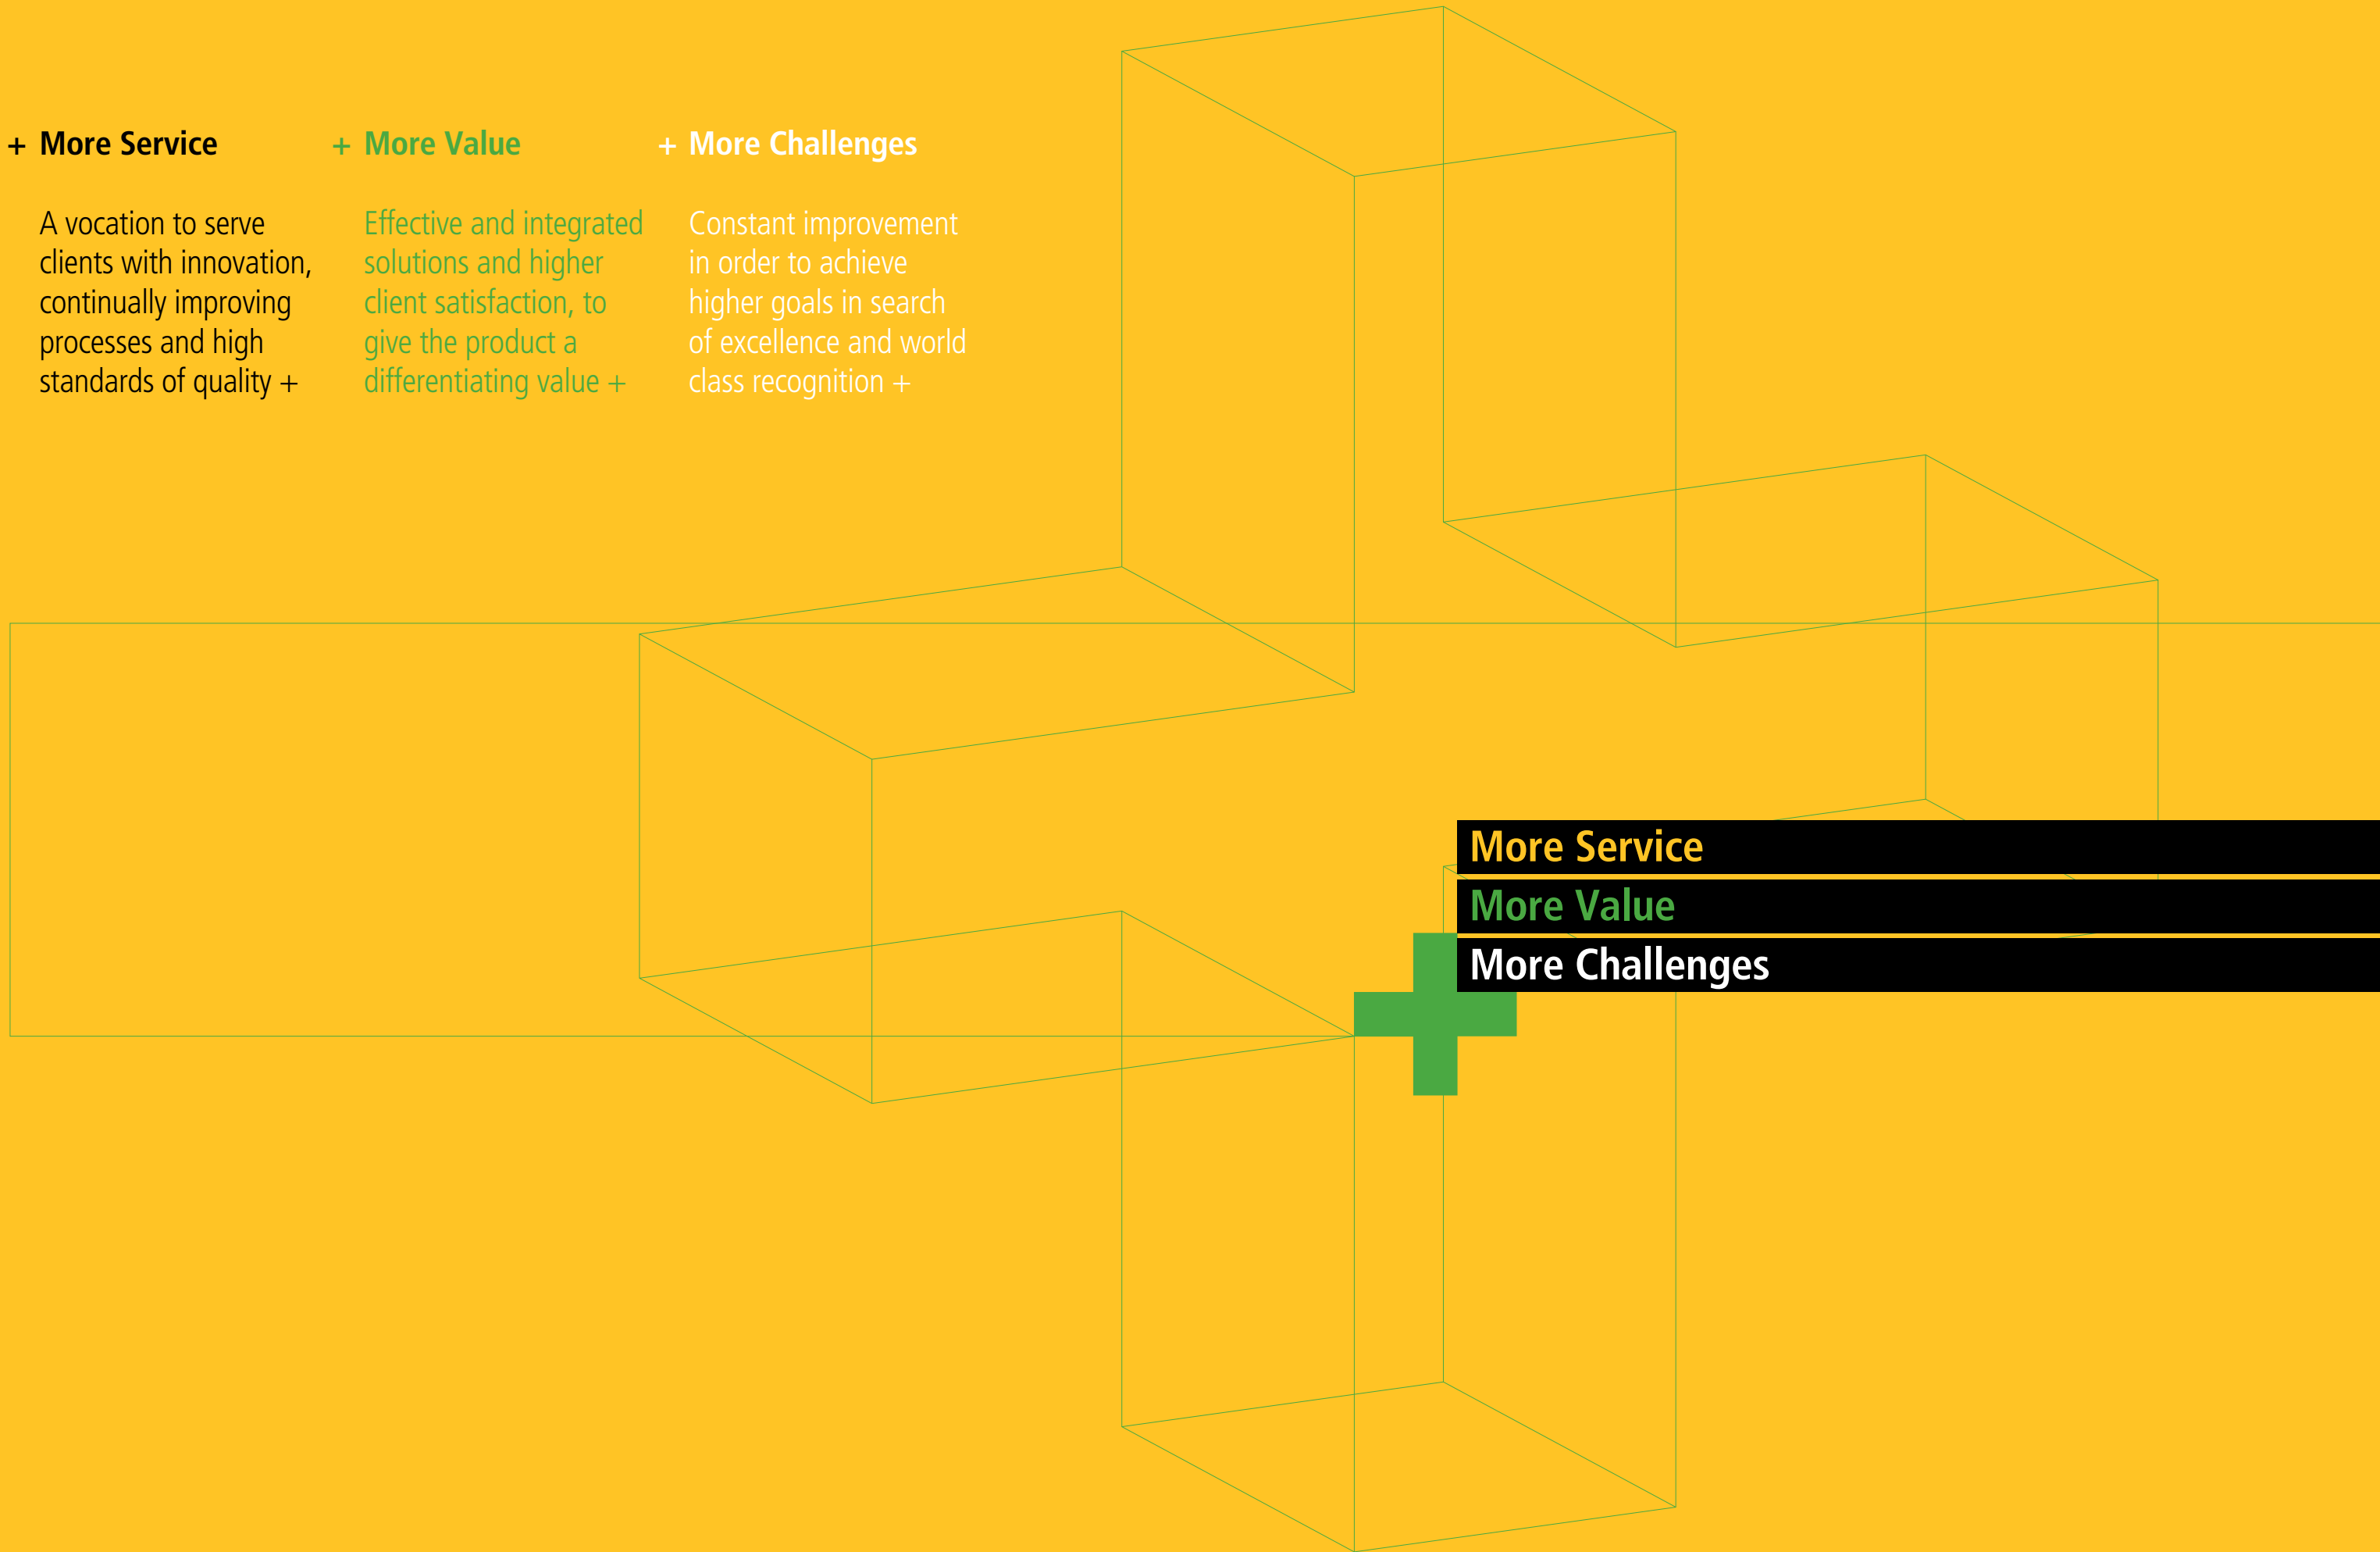 + More Service
A vocation to serve
clients with innovation,
continually improving
processes and high
standards of quality +
+ More Value
Effective and integrated
solutions and higher
client satisfaction, to
give the product a
differentiating value +
+ More Challenges
Constant improvement
in order to achieve
higher goals in search
of excellence and world
class recognition +
More Service
More Value
More Challenges